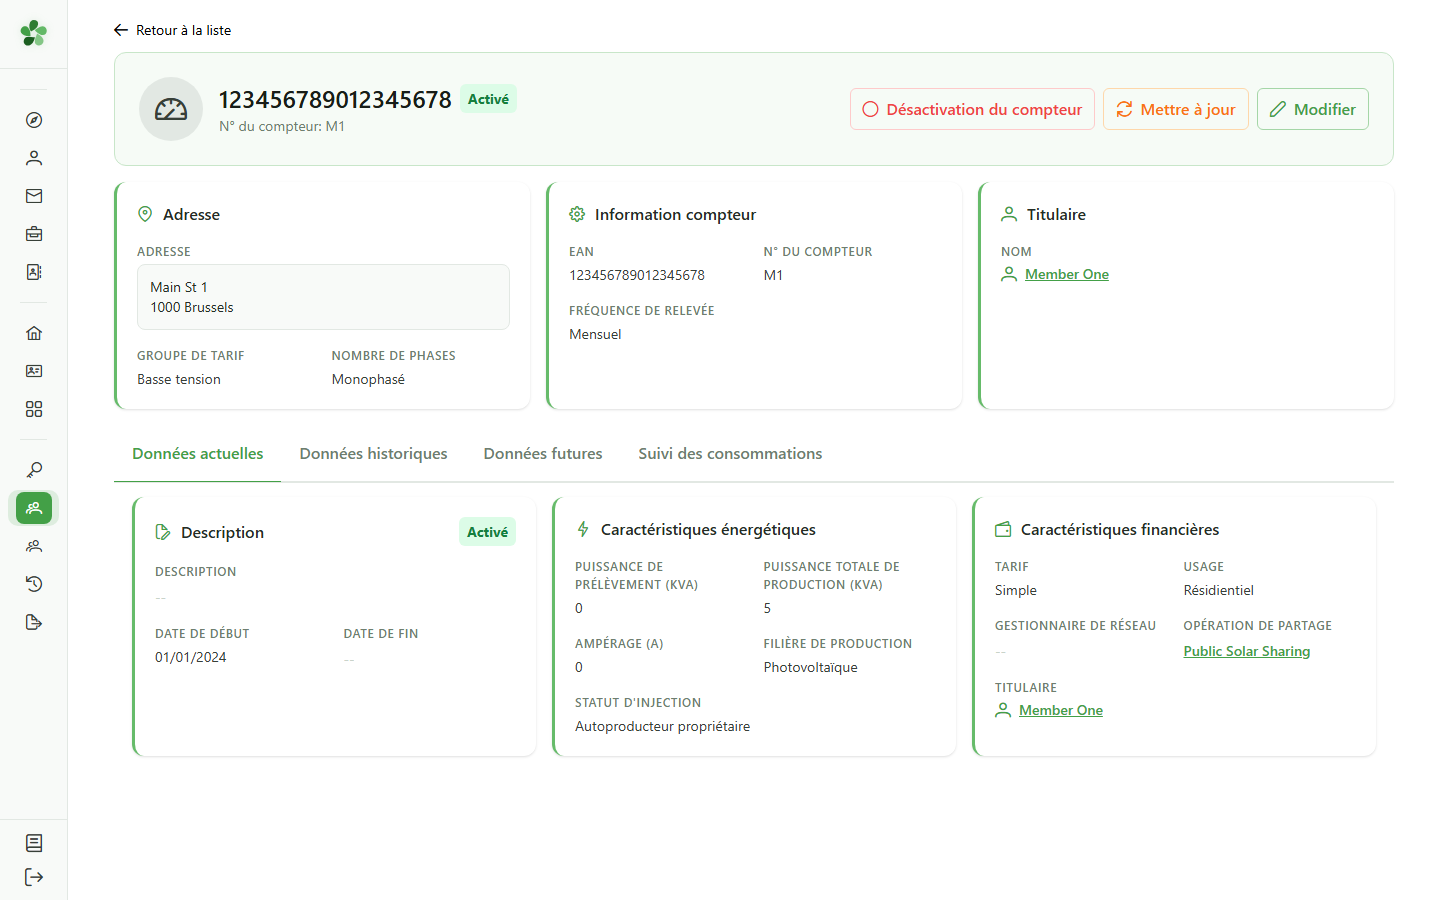 Retour à la liste
123456789012345678 Activé
N° du compteur: M1
Désactivation du compteur
Mettre à jour
Modifier
Adresse
ADRESSE
Main St 1
1000 Brussels
GROUPE DE TARIF
NOMBRE DE PHASES
Basse tension
Monophasé
Information compteur
EAN
N° DU COMPTEUR
123456789012345678
M1
FRÉQUENCE DE RELEVÉE
Mensuel
Titulaire
NOM
Member One
Données actuelles
Données historiques
Données futures
Suivi des consommations
Description
Activé
DESCRIPTION
--
DATE DE DÉBUT
DATE DE FIN
01/01/2024
--
Caractéristiques énergétiques
PUISSANCE DE
PRÉLÈVEMENT (KVA)
PUISSANCE TOTALE DE
PRODUCTION (KVA)
0
5
AMPÉRAGE (A)
FILIÈRE DE PRODUCTION
0
Photovoltaïque
STATUT D'INJECTION
Autoproducteur propriétaire
Caractéristiques financières
TARIF
USAGE
Simple
Résidientiel
GESTIONNAIRE DE RÉSEAU
OPÉRATION DE PARTAGE
--
Public Solar Sharing
TITULAIRE
Member One